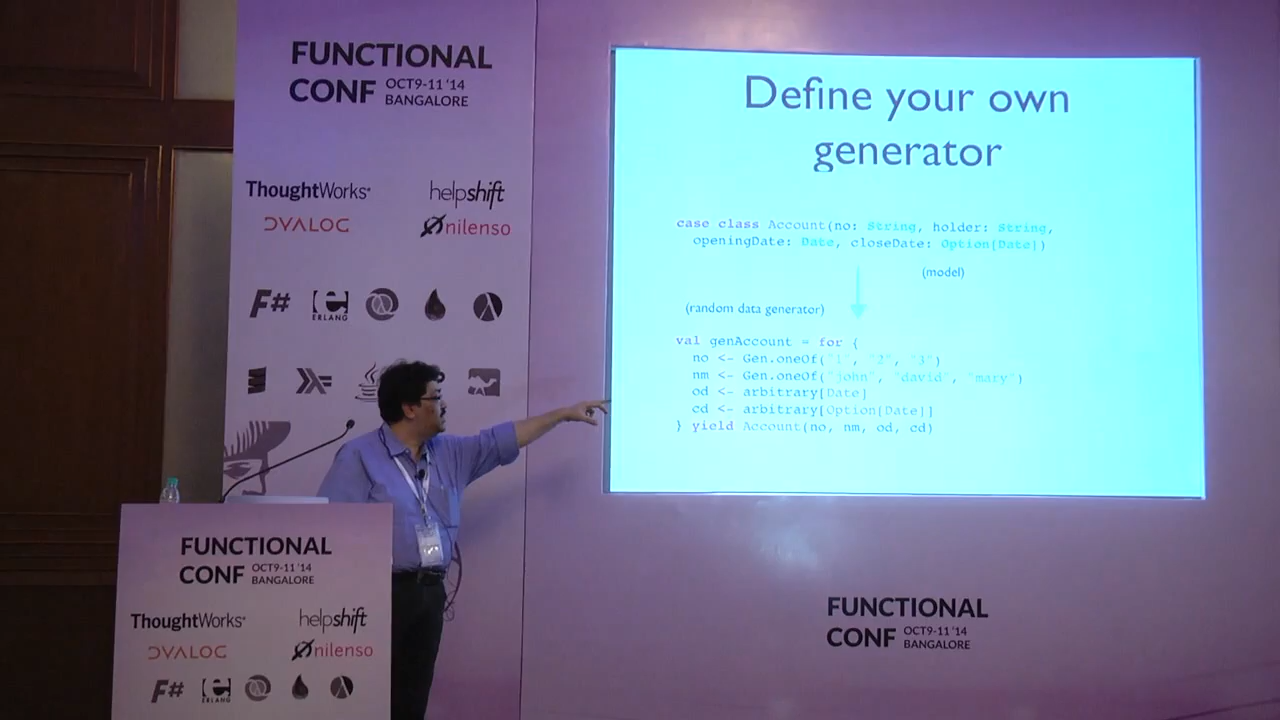 FUNCTIONAL
CONF OCT9-11 '14
BANGALORE
ThoughtWorks®
helpshift
DYALOG
nilenso
F#
ERLANG
Define your own
generator
case class Account(no: String, holder: String,
openingDate: Date, closeDate: Option[Date])
(model)
(random data generator)
val genAccount = for {
no <- Gen.oneOf("1", "2", "3")
nm <- Gen.oneOf("john", "david", "mary")
od <- arbitrary[Date]
cd <- arbitrary[Option[Date]]
} yield Account(no, nm, od, cd)
FUNCTIONAL
CONF OCT9-11 '14
BANGALORE
ThoughtWorks®
helpshift
DYALOG
nilenso
F#
ERLANG
FUNCTIONAL
CONF OCT9-11 '14
BANGALORE